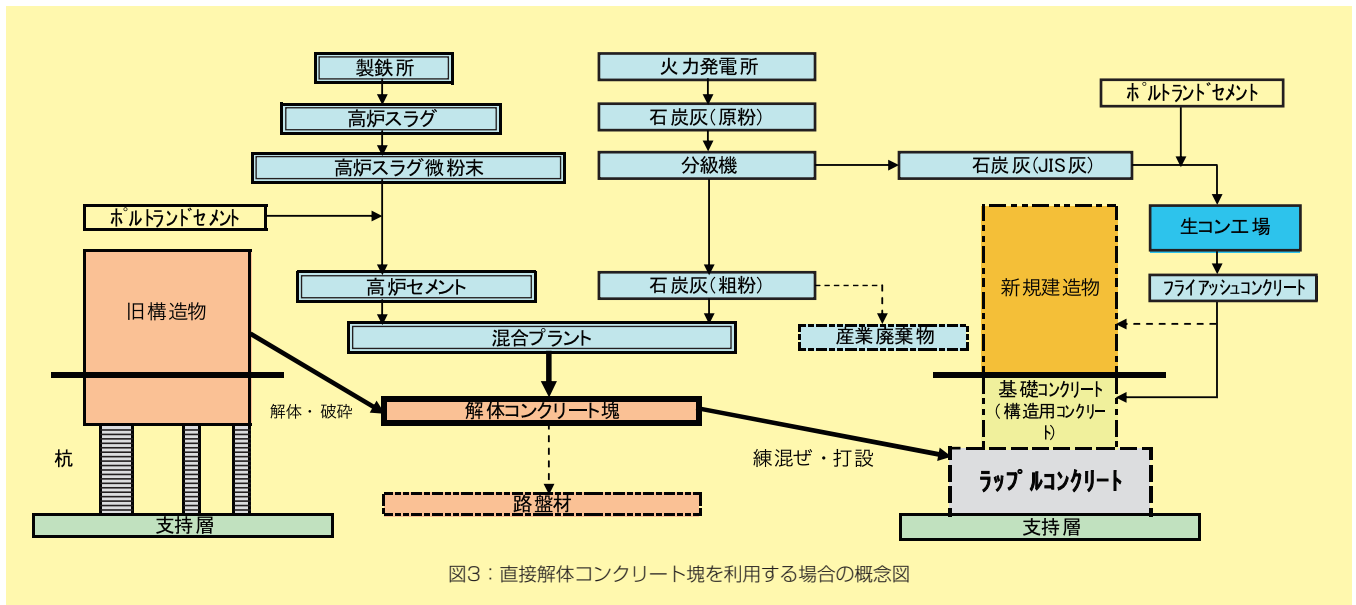 製鉄所
高炉スラグ
高炉スラグ微粉末
ポルトランドセメント
高炉セメント
火力発電所
石炭灰(原粉)
分級機
石炭灰(JIS灰)
ポルトランドセメント
生コン工場
フライアッシュコンクリート
石炭灰(粗粉)
産業廃棄物
混合プラント
旧構造物
解体・破砕
解体コンクリート塊
路盤材
杭
支持層
新規建造物
基礎コンクリート
(構造用コンクリー
ト)
練混ぜ・打設
ラップルコンクリート
支持層
図3：直接解体コンクリート塊を利用する場合の概念図